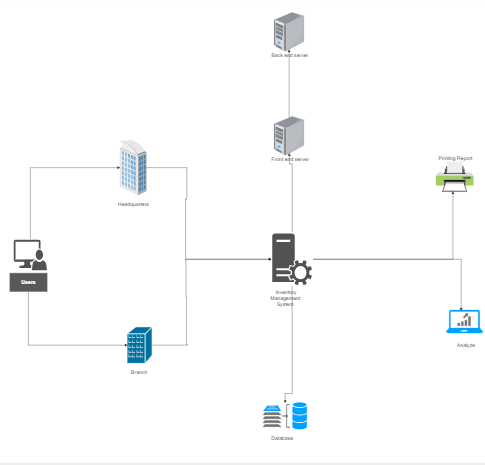 Back end server
Front end server
Printing Report
Headquarters
Users
Inventory
Management
System
Analyze
Branch
Database